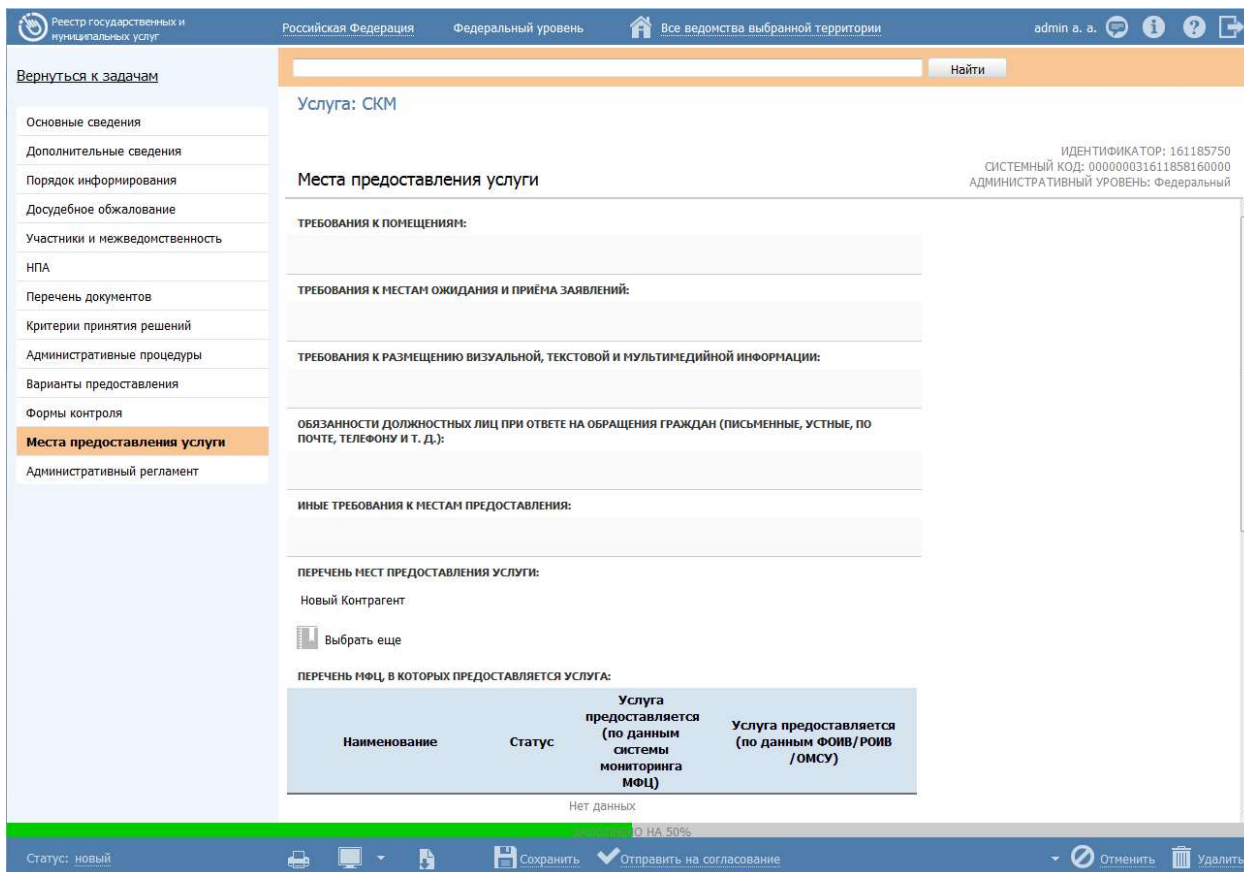 Реестр государственных и
муниципальных услуг
Российская Федерация Федеральный уровень Все ведомства выбранной территории admin a. a.
Вернуться к задачам
Найти
Основные сведения
Дополнительные сведения
Порядок информирования
Досудебное обжалование
Участники и межведомственность
НПА
Перечень документов
Критерии принятия решений
Административные процедуры
Варианты предоставления
Формы контроля
Места предоставления услуги
Административный регламент
Услуга: СКМ
ИДЕНТИФИКАТОР: 161185750
СИСТЕМНЫЙ КОД: 000000031611858160000
АДМИНИСТРАТИВНЫЙ УРОВЕНЬ: Федеральный
Места предоставления услуги
ТРЕБОВАНИЯ К ПОМЕЩЕНИЯМ:
ТРЕБОВАНИЯ К МЕСТАМ ОЖИДАНИЯ И ПРИЁМА ЗАЯВЛЕНИЙ:
ТРЕБОВАНИЯ К РАЗМЕЩЕНИЮ ВИЗУАЛЬНОЙ, ТЕКСТОВОЙ И МУЛЬТИМЕДИЙНОЙ ИНФОРМАЦИИ:
ОБЯЗАННОСТИ ДОЛЖНОСТНЫХ ЛИЦ ПРИ ОТВЕТЕ НА ОБРАЩЕНИЯ ГРАЖДАН (ПИСЬМЕННЫЕ, УСТНЫЕ, ПО
ПОЧТЕ, ТЕЛЕФОНУ И Т. Д.):
ИНЫЕ ТРЕБОВАНИЯ К МЕСТАМ ПРЕДОСТАВЛЕНИЯ:
ПЕРЕЧЕНЬ МЕСТ ПРЕДОСТАВЛЕНИЯ УСЛУГИ:
Новый Контрагент
Выбрать еще
ПЕРЕЧЕНЬ МФЦ, В КОТОРЫХ ПРЕДОСТАВЛЯЕТСЯ УСЛУГА:
Наименование
Статус
Услуга
предоставляется
(по данным
системы
мониторинга
МФЦ)
Услуга предоставляется
(по данным ФОИВ/РОИВ
/ОМСУ)
Нет данных
НА 50%
Статус: новый Сохранить Отправить на согласование Отменить Удалить